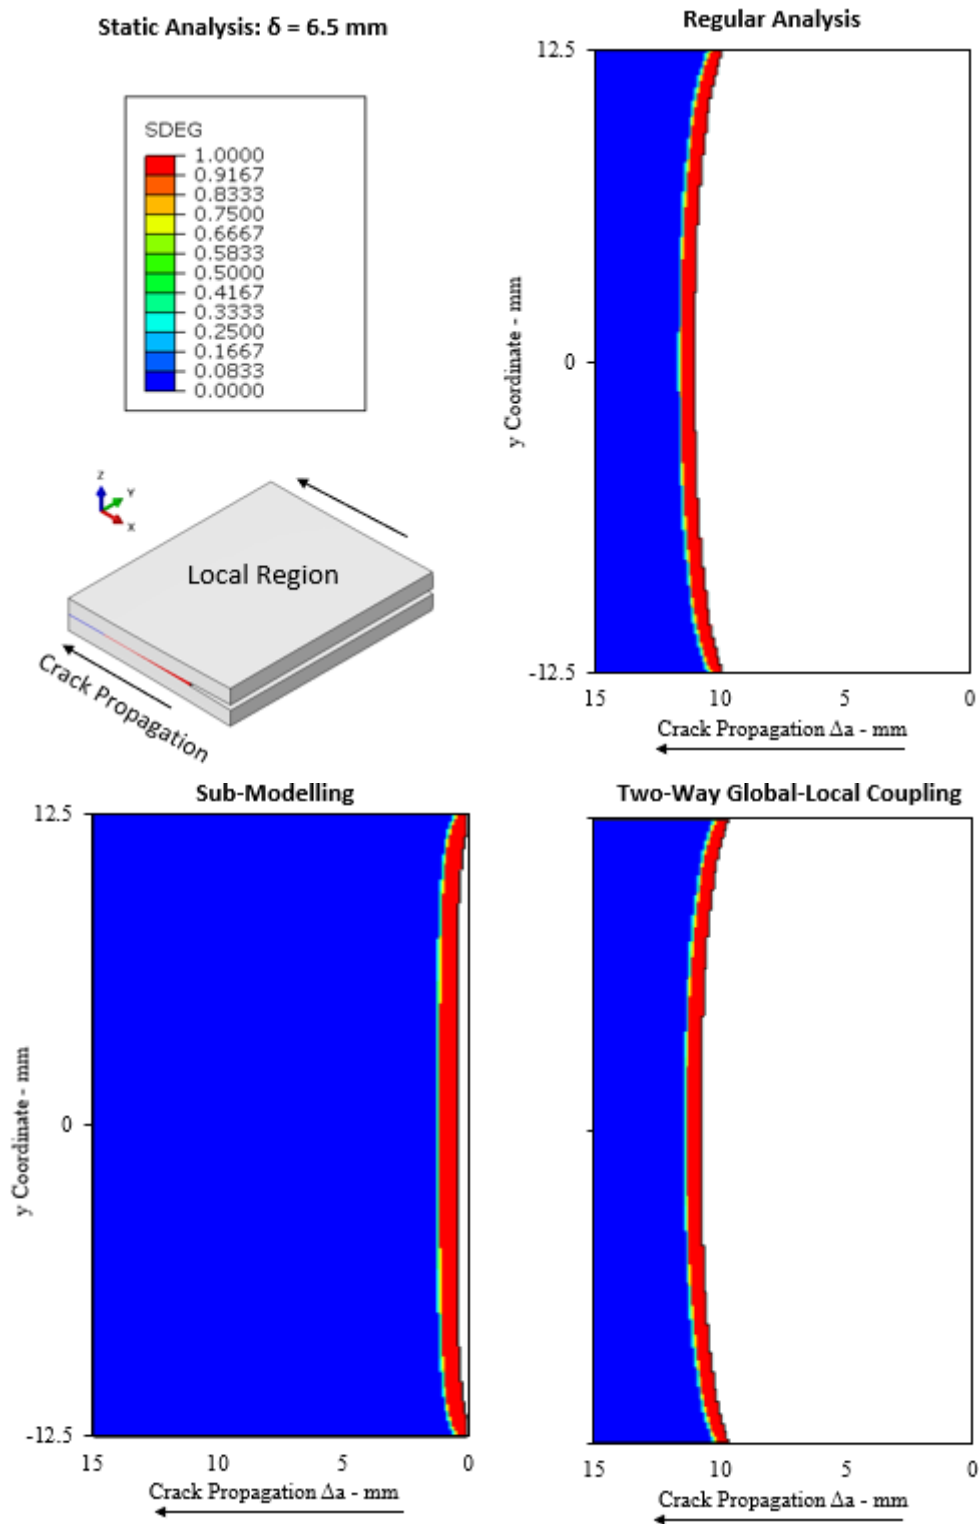 Static Analysis: δ = 6.5 mm
SDEG
1.0000
0.9167
0.8333
0.7500
0.6667
0.5833
0.5000
0.4167
0.3333
0.2500
0.1667
0.0833
0.0000
Z
Y
X
Local Region
Crack Propagation
Regular Analysis
12.5
y Coordinate - mm
0
-12.5
15 10 5 0
Crack Propagation Δa - mm
Sub-Modelling
12.5
y Coordinate - mm
0
-12.5
15 10 5 0
Crack Propagation Δa - mm
Two-Way Global-Local Coupling
15 10 5 0
Crack Propagation Δa - mm